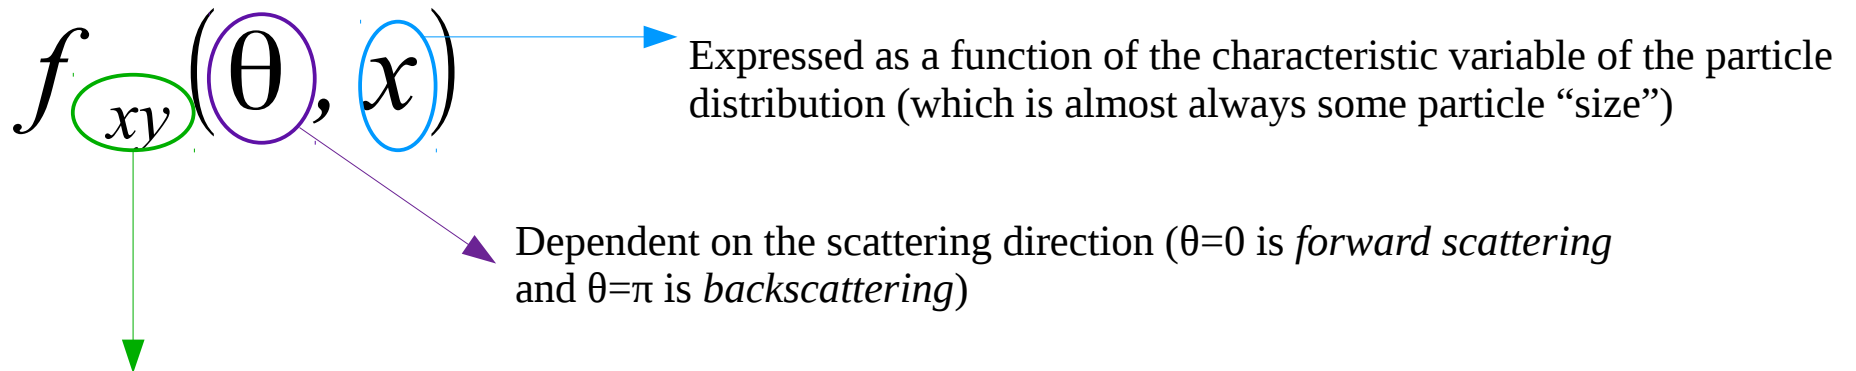 f xy (θ, x)
Expressed as a function of the characteristic variable of the particle
distribution (which is almost always some particle “size”)
Dependent on the scattering direction (θ=0 is forward scattering
and θ=π is backscattering)